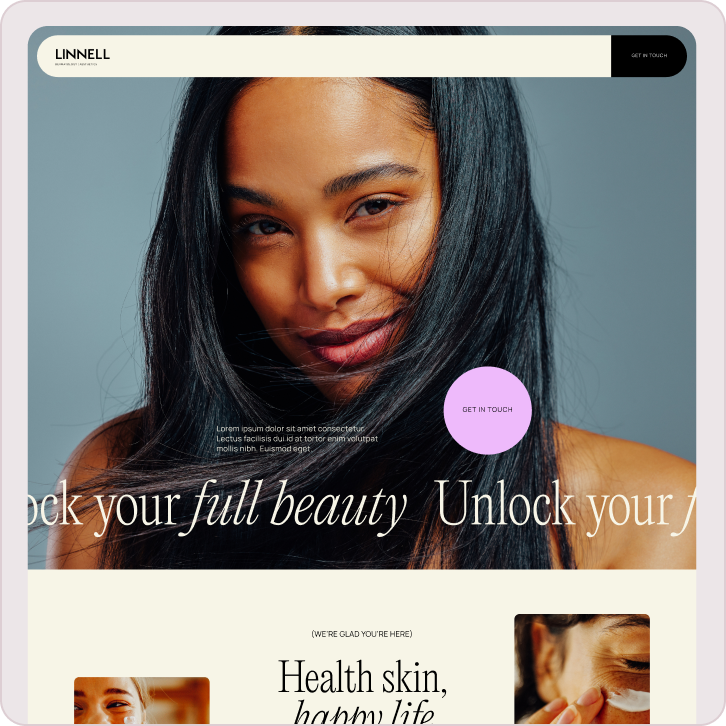 LINNELL
GET IN TOUCH
GET IN TOUCH
Lorem ipsum dolor sit amet consectetur.
Lectus facilisis dui id at tortor enim volutpat
mollis nibh. Euismod eget.
ock your full beauty Unlock your f
(WE'RE GLAD YOU'RE HERE)
Health skin,
happy life